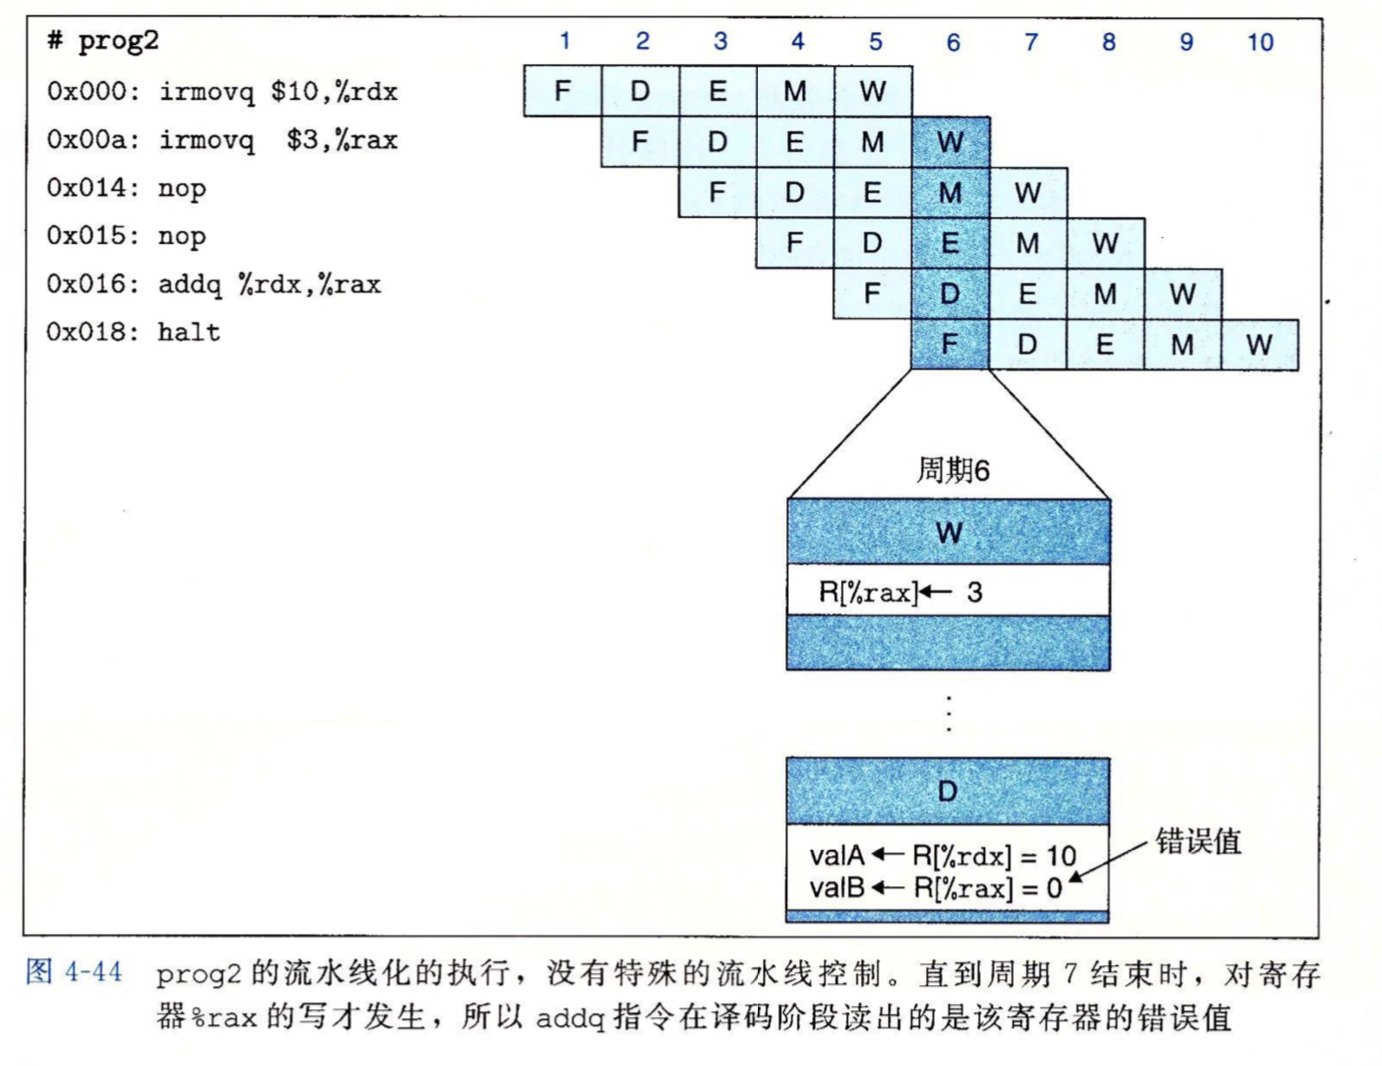 # prog2
1 2 3 4 5 6 7 8 9 10
0x000: irmovq $10,%rdx F D E M W
0x00a: irmovq $3,%rax F D E M W
0x014: nop F D E M W
0x015: nop F D E M W
0x016: addq %rdx,%rax F D E M W
0x018: halt F D E M W
周期6
W
R[%rax]← 3
D
valA ← R[%rdx] = 10
错误值
valB ← R[%rax] = 0
图 4-44 prog2 的流水线化的执行，没有特殊的流水线控制。直到周期 7 结束时，对寄存
器%rax 的写才发生，所以 addq 指令在译码阶段读出的是该寄存器的错误值